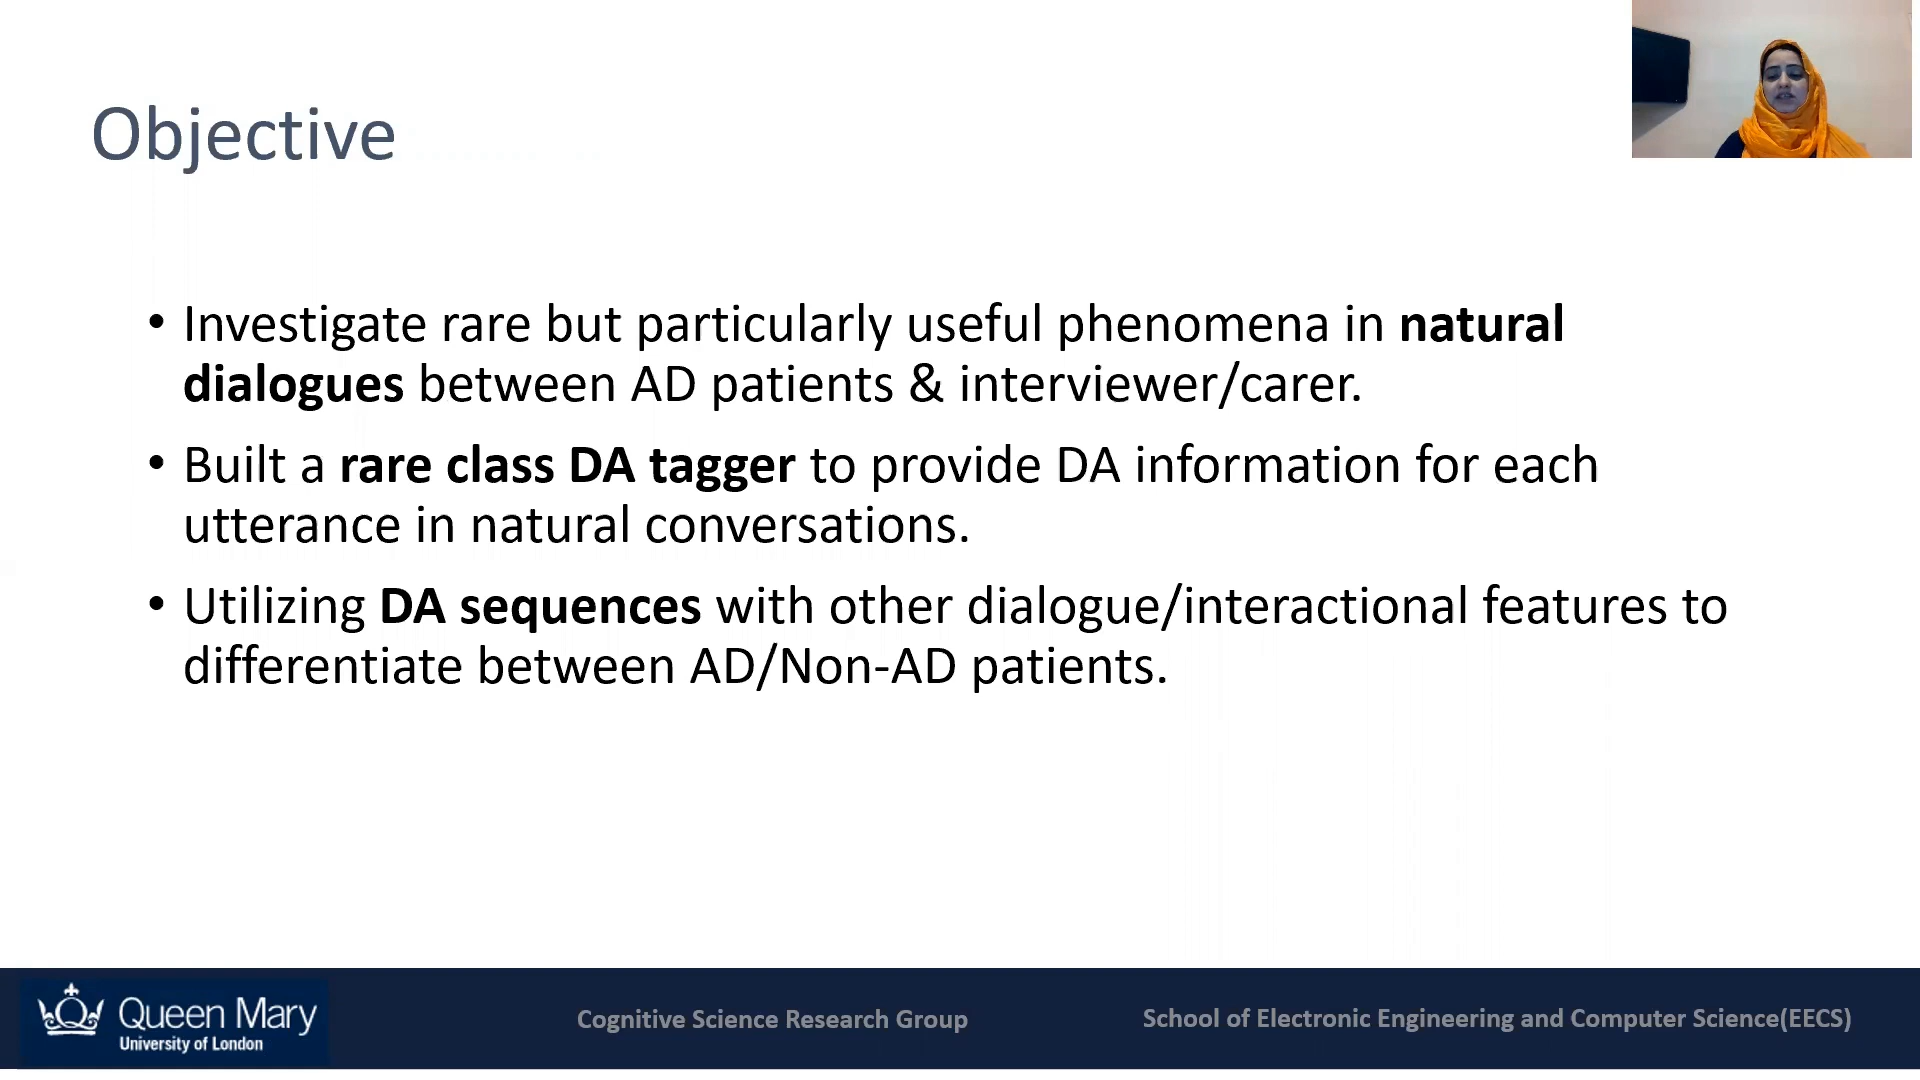 Objective
• Investigate rare but particularly useful phenomena in natural
dialogues between AD patients & interviewer/carer.
• Built a rare class DA tagger to provide DA information for each
utterance in natural conversations.
• Utilizing DA sequences with other dialogue/interactional features to
differentiate between AD/Non-AD patients.
Queen Mary
University of London
Cognitive Science Research Group
School of Electronic Engineering and Computer Science(EECS)